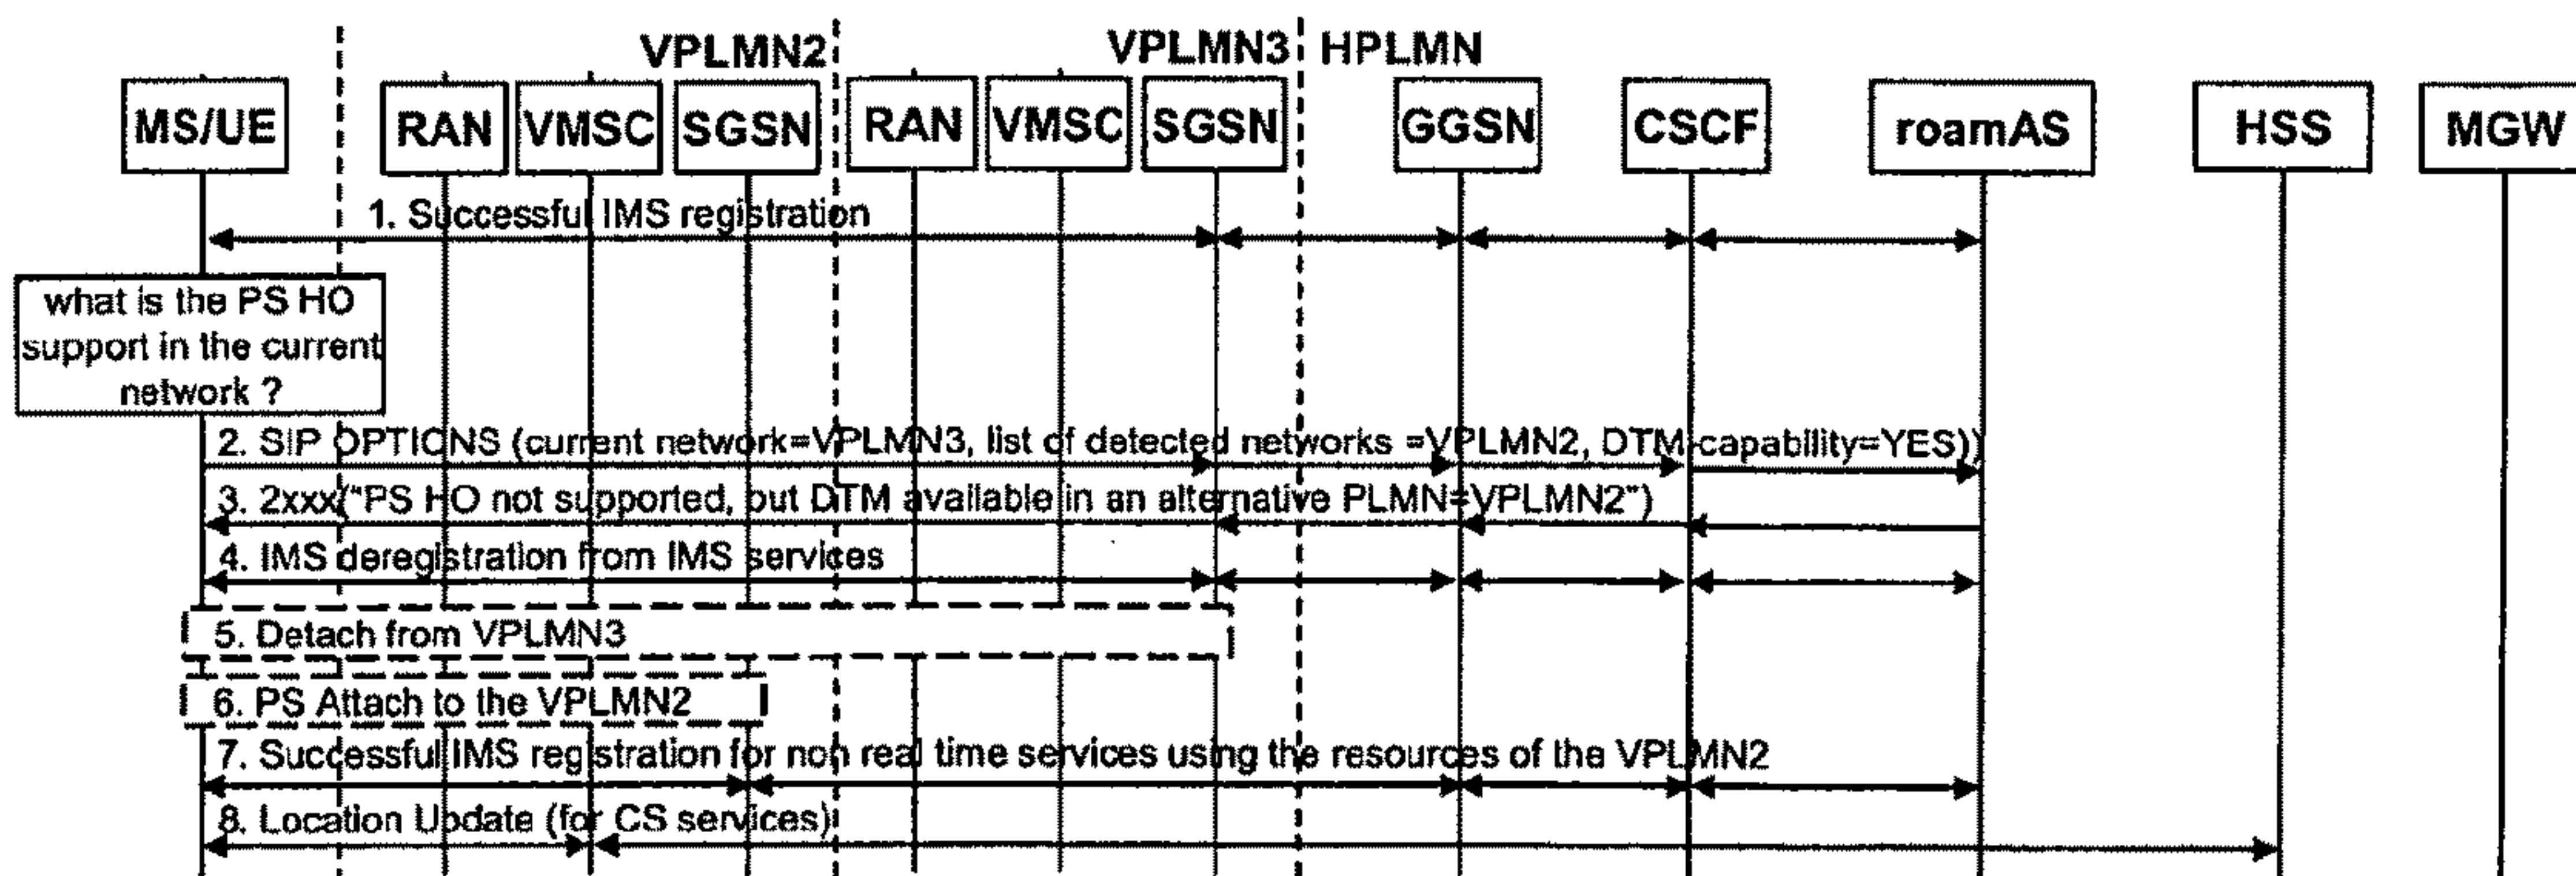 VPLMN2 VPLMN3 HPLMN
MS/UE RAN VMSC SGSN RAN VMSC SGSN GGSN CSCF roamAS HSS MGW
1. Successful IMS registration
what is the PS HO
support in the current
network ?
2. SIP OPTIONS (current network=VPLMN3, list of detected networks =VPLMN2, DTM-capability=YES))
3. 2xxx("PS HO not supported, but DTM available in an alternative PLMN=VPLMN2")
4. IMS deregistration from IMS services
5. Detach from VPLMN3
6. PS Attach to the VPLMN2
7. Successful IMS registration for non real time services using the resources of the VPLMN2
8. Location Update (for CS services)